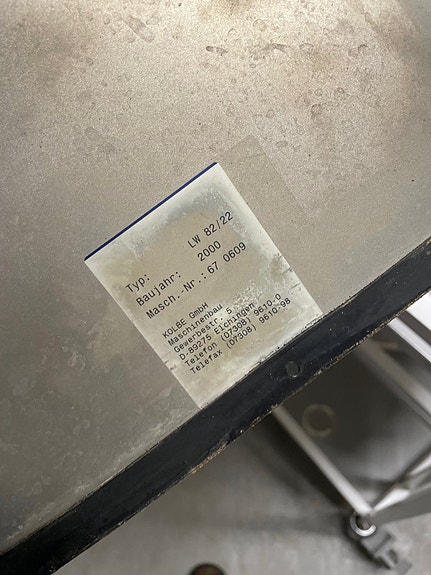 Typ: LW 82/22
Baujahr: 2000
Masch.-Nr.: 67 0609
KOLBE GmbH
Maschinenbau
Gewerbestr. 5
D-89275 Elchingen
Telefon (07308) 9610-0
Telefax (07308) 9610-98